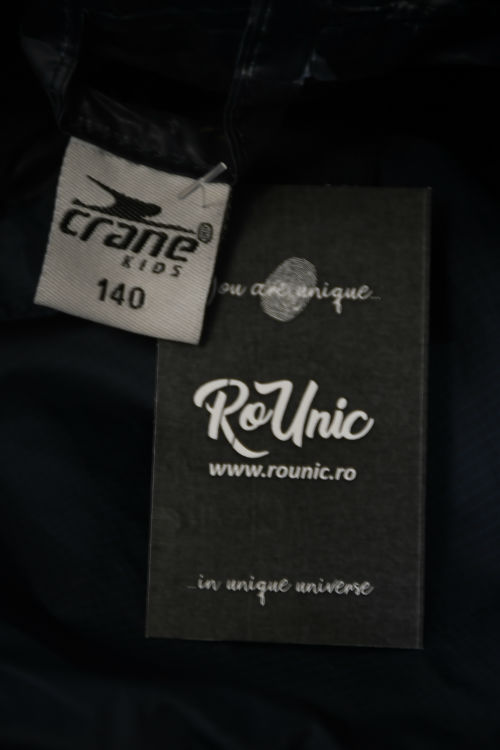 crane®
KIDS
140
you are unique...
RoUnic
www.rounic.ro
...in unique universe